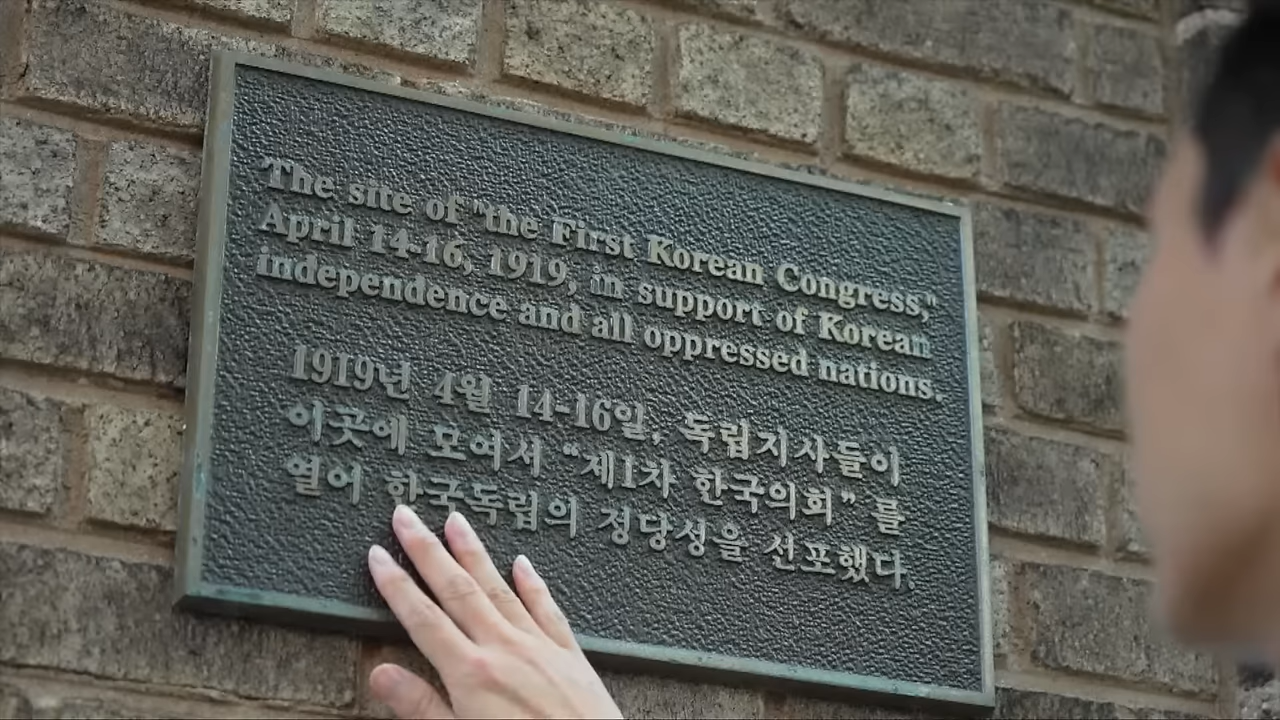 The site of "the First Korean Congress,"
April 14-16, 1919, in support of Korean
independence and all oppressed nations.
1919년 4월 14-16일, 독립지사들이
이곳에 모여서 “제1차 한국의회” 를
열어 한국독립의 정당성을 선포했다.